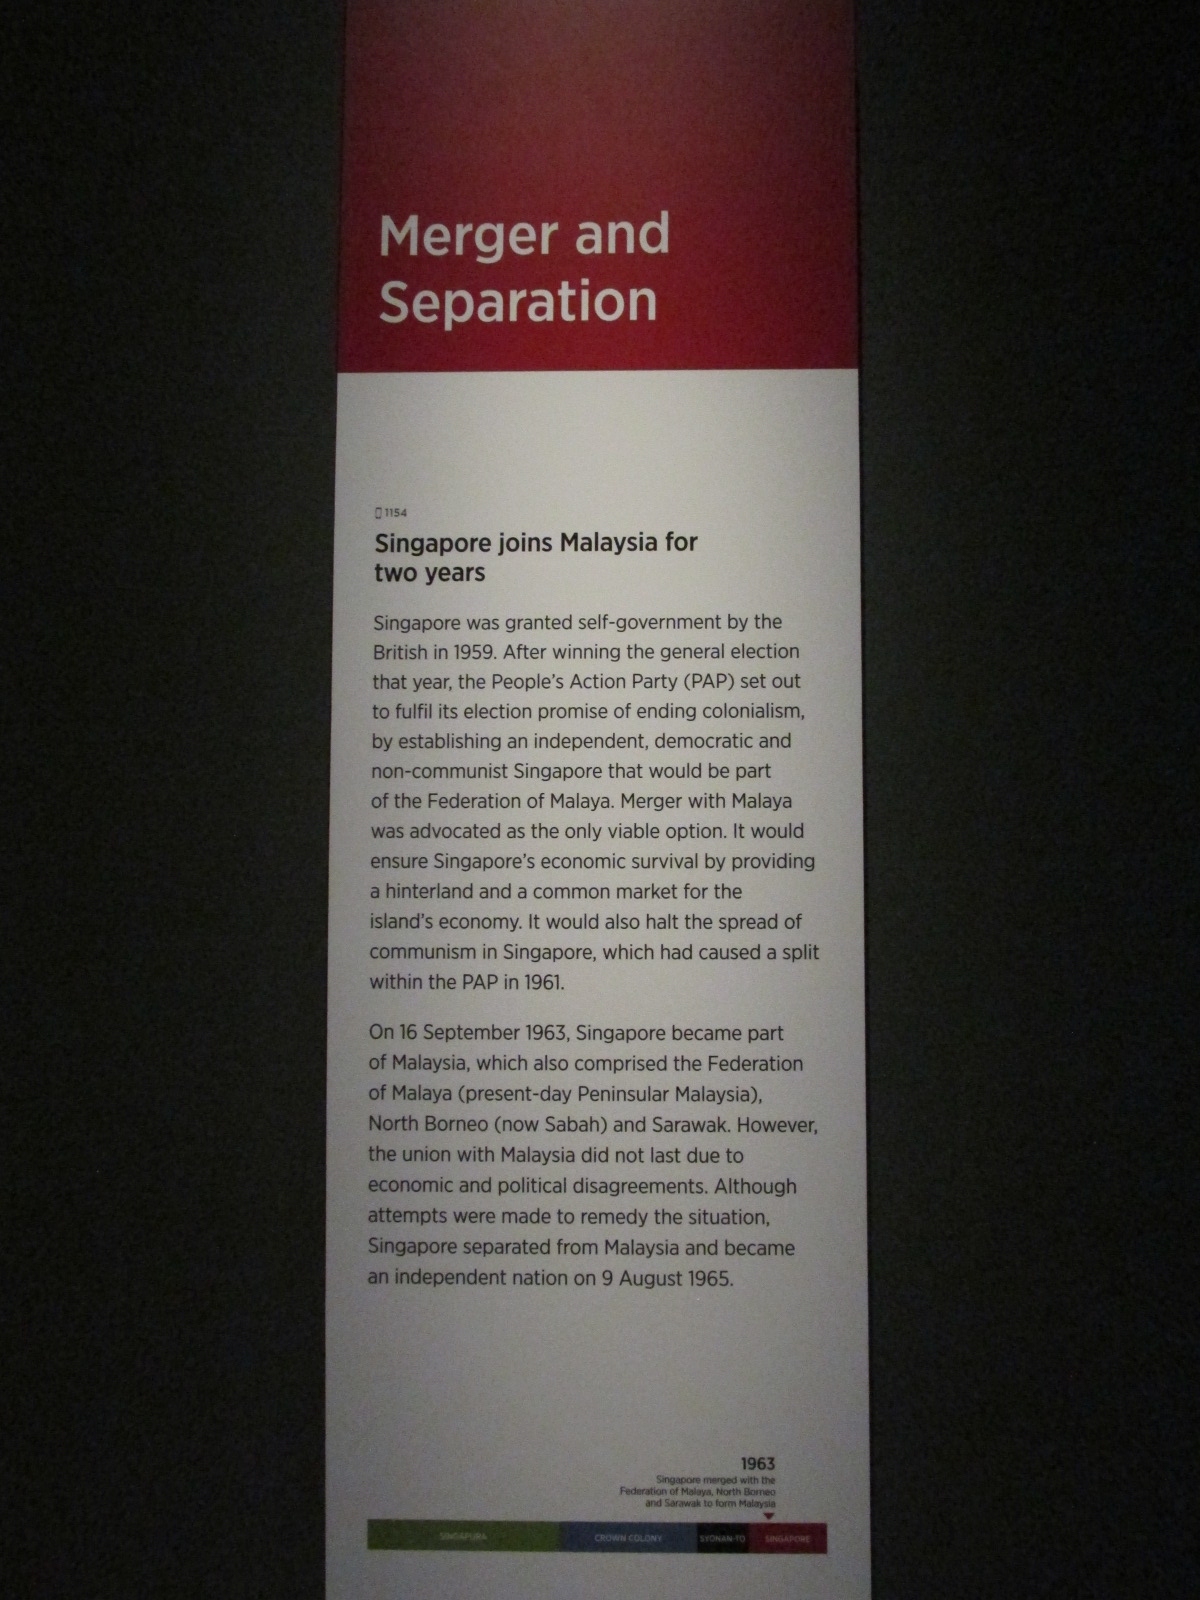 Merger and
Separation
1154
Singapore joins Malaysia for
two years
Singapore was granted self-government by the
British in 1959. After winning the general election
that year, the People's Action Party (PAP) set out
to fulfil its election promise of ending colonialism,
by establishing an independent, democratic and
non-communist Singapore that would be part
of the Federation of Malaya. Merger with Malaya
was advocated as the only viable option. It would
ensure Singapore's economic survival by providing
a hinterland and a common market for the
island's economy. It would also halt the spread of
communism in Singapore, which had caused a split
within the PAP in 1961.
On 16 September 1963, Singapore became part
of Malaysia, which also comprised the Federation
of Malaya (present-day Peninsular Malaysia),
North Borneo (now Sabah) and Sarawak. However,
the union with Malaysia did not last due to
economic and political disagreements. Although
attempts were made to remedy the situation,
Singapore separated from Malaysia and became
an independent nation on 9 August 1965.
1963
Singapore merged with the
Federation of Malaya, North Borneo
and Sarawak to form Malaysia
SINGAPURA CROWN COLONY SYONAN-TO SINGAPORE